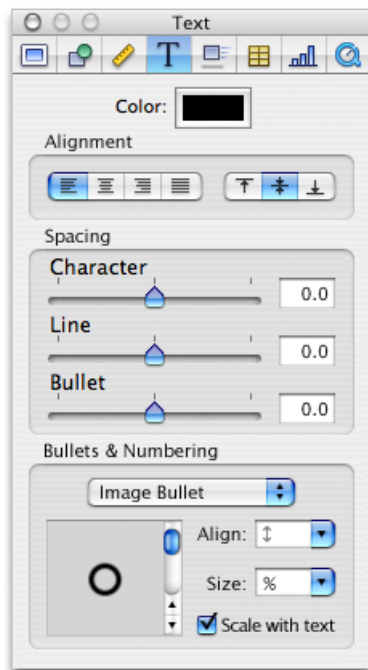 Text
T
Color:
Alignment
Spacing
Character
0.0
Line
0.0
Bullet
0.0
Bullets & Numbering
Image Bullet
Align:
Size: %
Scale with text